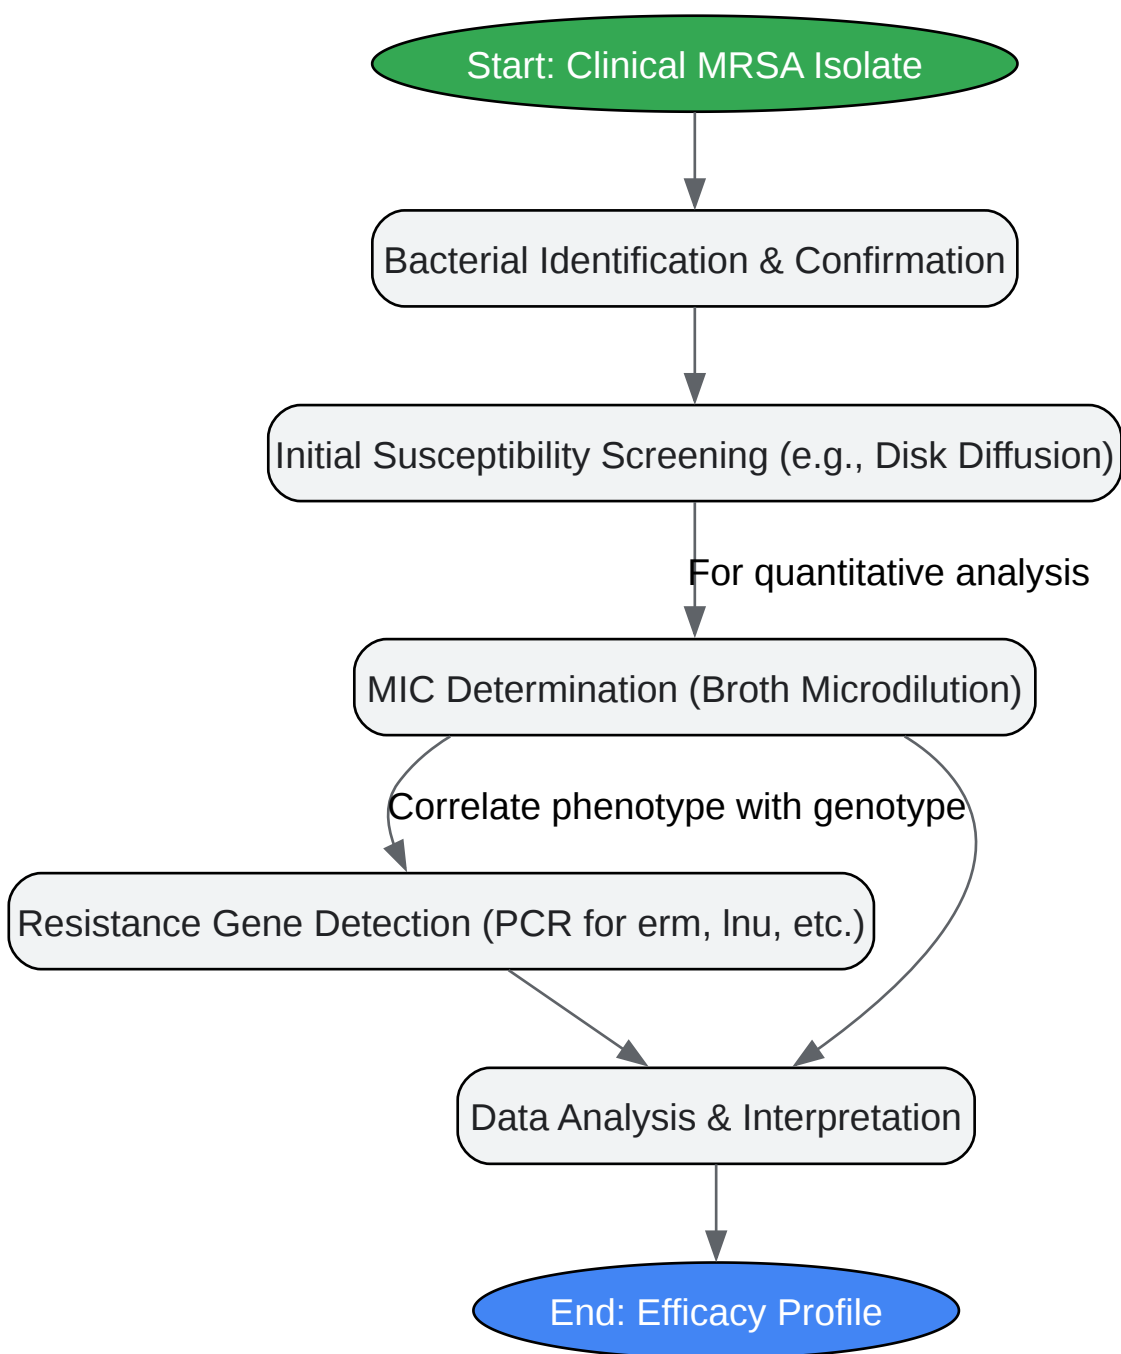 Start: Clinical MRSA Isolate
Bacterial Identification & Confirmation
Initial Susceptibility Screening (e.g., Disk Diffusion)
For quantitative analysis
MIC Determination (Broth Microdilution)
Correlate phenotype with genotype
Resistance Gene Detection (PCR for erm, lnu, etc.)
Data Analysis & Interpretation
End: Efficacy Profile